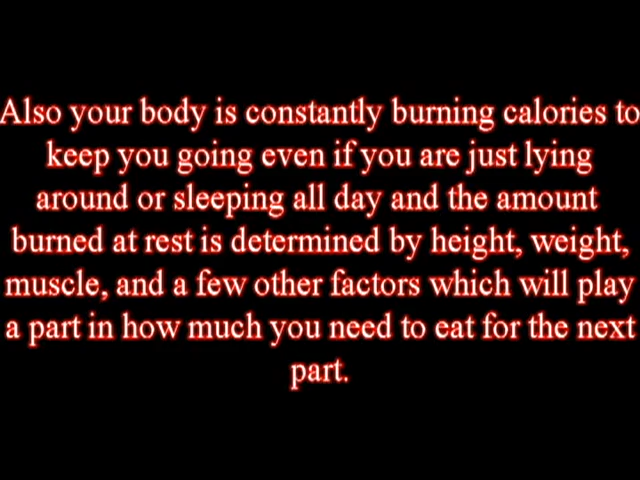 Also your body is constantly burning calories to
keep you going even if you are just lying
around or sleeping all day and the amount
burned at rest is determined by height, weight,
muscle, and a few other factors which will play
a part in how much you need to eat for the next
part.